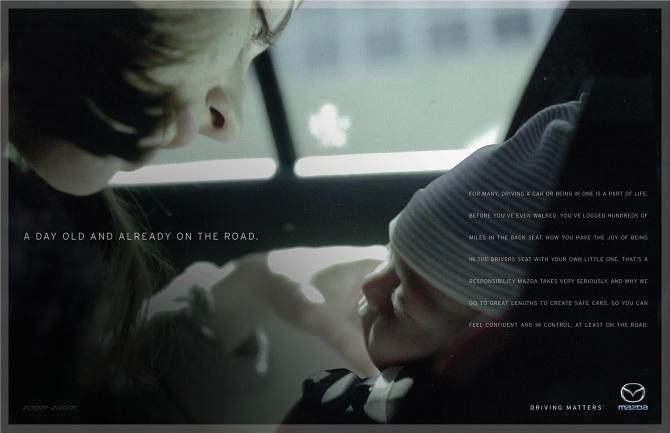 A DAY OLD AND ALREADY ON THE ROAD.
FOR MANY, DRIVING A CAR OR BEING IN ONE IS A PART OF LIFE.
BEFORE YOU'VE EVEN WALKED, YOU'VE LOGGED HUNDREDS OF
MILES IN THE BACK SEAT. NOW YOU HAVE THE JOY OF BEING
IN THE DRIVERS SEAT WITH YOUR OWN LITTLE ONE. THAT'S A
RESPONSIBILITY MAZDA TAKES VERY SERIOUSLY, AND WHY WE
GO TO GREAT LENGTHS TO CREATE SAFE CARS. SO YOU CAN
FEEL CONFIDENT AND IN CONTROL, AT LEAST ON THE ROAD.
zoom-zoom
DRIVING MATTERS™
mazda